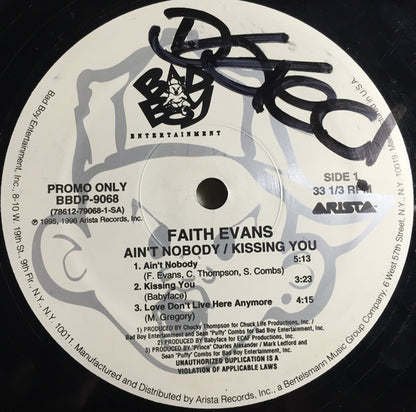 BAD
BOY
ENTERTAINMENT
PROMO ONLY
BBDP-9068
(78612-79068-1-SA)
℗ 1995, 1996 Arista Records, Inc.
SIDE 1
33 1/3 RPM
ARISTA
FAITH EVANS
AIN'T NOBODY / KISSING YOU
1. Ain't Nobody 5:13
(F. Evans, C. Thompson, S. Combs)
2. Kissing You 3:23
(Babyface)
3. Love Don't Live Here Anymore 4:15
(M. Gregory)
1) PRODUCED BY Chucky Thompson for Chuck Life Productions, Inc. /
Bad Boy Entertainment and Sean "Puffy" Combs for Bad Boy Entertainment, Inc.
2) PRODUCED BY Babyface for ECAF Productions, Inc.
3) PRODUCED BY "Prince" Charles Alexander / Mark Ledford and
Sean "Puffy" Combs for Bad Boy Entertainment, Inc.
UNAUTHORIZED DUPLICATION IS A
VIOLATION OF APPLICABLE LAWS
Bad Boy Entertainment, Inc., 8-10 W. 19th St., 9th Flr., N.Y., N.Y. 10011. Manufactured and Distributed by Arista Records, Inc., a Bertelsmann Music Group Company, 6 West 57th Street, N.Y., N.Y. 10019. Made in U.S.A.